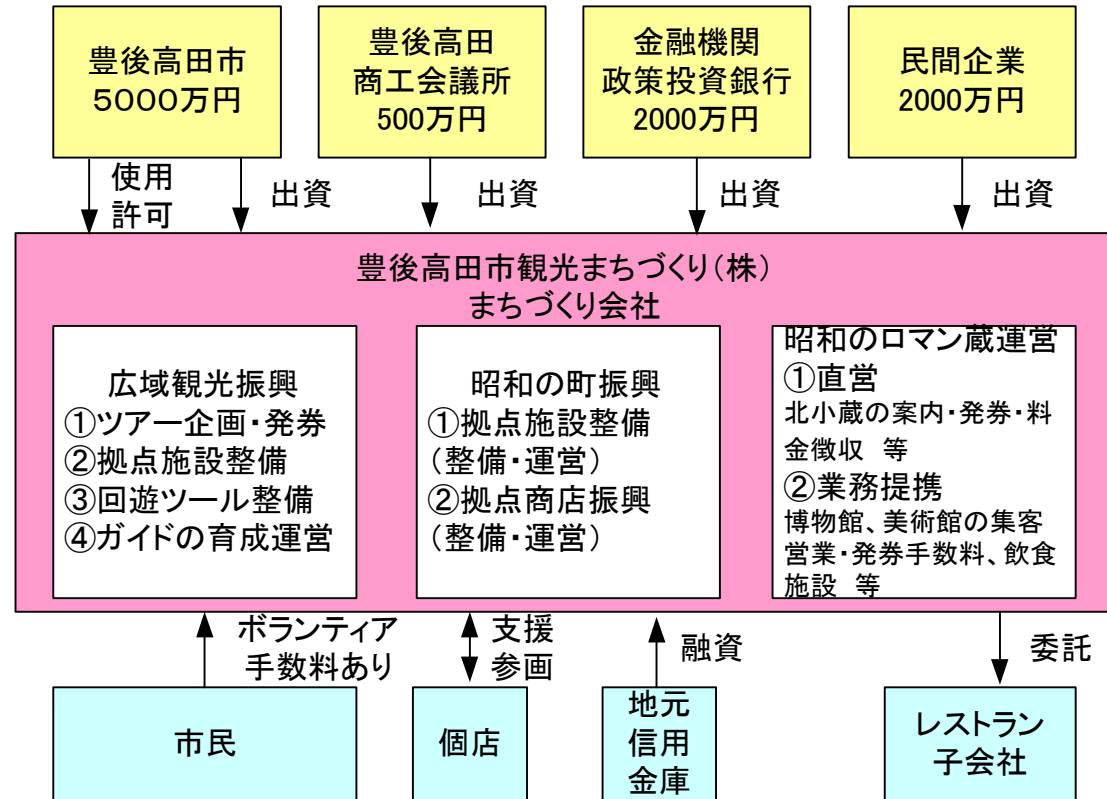 豊後高田市
5000万円
豊後高田
商工会議所
500万円
金融機関
政策投資銀行
2000万円
民間企業
2000万円
使用
許可
出資
出資
出資
出資
豊後高田市観光まちづくり(株)
まちづくり会社
広域観光振興
①ツアー企画・発券
②拠点施設整備
③回遊ツール整備
④ガイドの育成運営
昭和の町振興
①拠点施設整備
(整備・運営)
②拠点商店振興
(整備・運営)
昭和のロマン蔵運営
①直営
北小蔵の案内・発券・料
金徴収 等
②業務提携
博物館、美術館の集客
営業・発券手数料、飲食
施設 等
ボランティア
手数料あり
支援
参画
融資
委託
市民
個店
地元
信用
金庫
レストラン
子会社